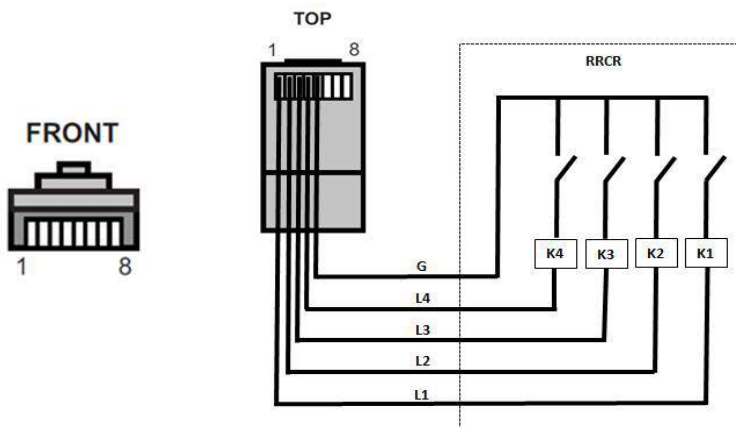 TOP
1 8
RRCR
FRONT
1 8
K4 K3 K2 K1
G
L4
L3
L2
L1